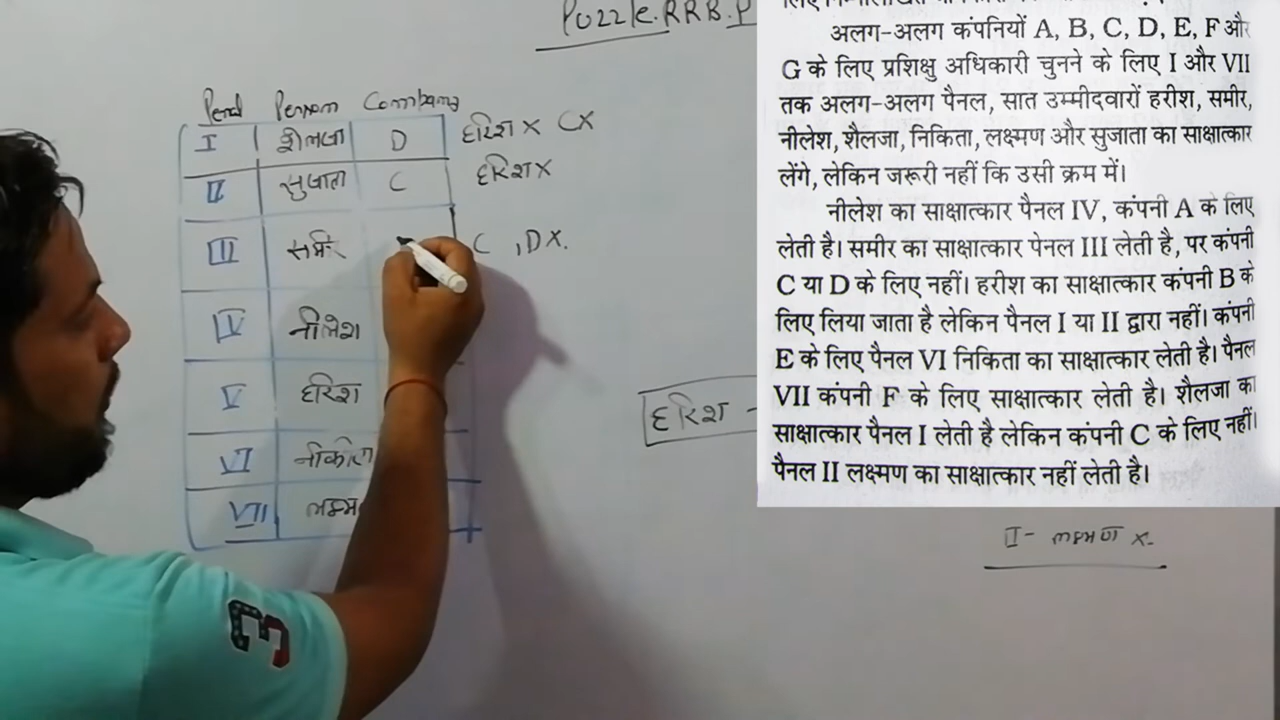 Puzzle.RRB.P
Person Company
I शैलजा D हरिश X CX
II सुजाता C हरिश X
III समिर C ,DX.
IV नीलेश
V हरिश
VI
VII
हरिश -
I- लक्ष्मण X.
अलग-अलग कंपनियों A, B, C, D, E, F और
G के लिए प्रशिक्षु अधिकारी चुनने के लिए I और VII
तक अलग-अलग पैनल, सात उम्मीदवारों हरीश, समीर,
नीलेश, शैलजा, निकिता, लक्ष्मण और सुजाता का साक्षात्कार
लेंगे, लेकिन जरूरी नहीं कि उसी क्रम में।
नीलेश का साक्षात्कार पैनल IV, कंपनी A के लिए
लेती है। समीर का साक्षात्कार पेनल III लेती है, पर कंपनी
C या D के लिए नहीं। हरीश का साक्षात्कार कंपनी B के
लिए लिया जाता है लेकिन पैनल I या II द्वारा नहीं। कंपनी
E के लिए पैनल VI निकिता का साक्षात्कार लेती है। पैनल
VII कंपनी F के लिए साक्षात्कार लेती है। शैलजा का
साक्षात्कार पैनल I लेती है लेकिन कंपनी C के लिए नहीं।
पैनल II लक्ष्मण का साक्षात्कार नहीं लेती है।